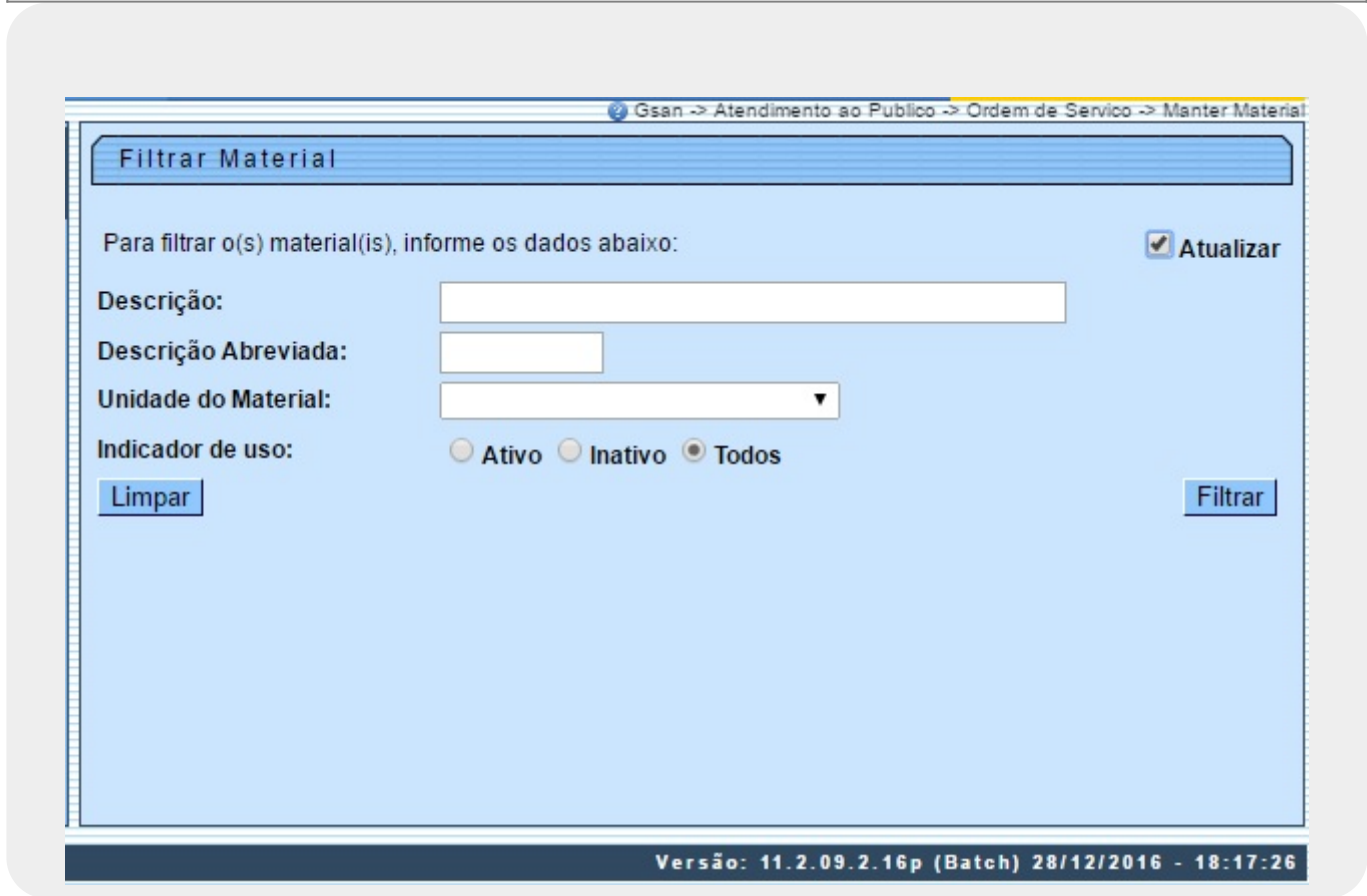 Gsan -> Atendimento ao Publico -> Ordem de Servico -> Manter Material
Filtrar Material
Para filtrar o(s) material(is), informe os dados abaixo:
Atualizar
Descrição:
Descrição Abreviada:
Unidade do Material:
Indicador de uso: Ativo Inativo Todos
Limpar Filtrar
Versão: 11.2.09.2.16p (Batch) 28/12/2016 - 18:17:26